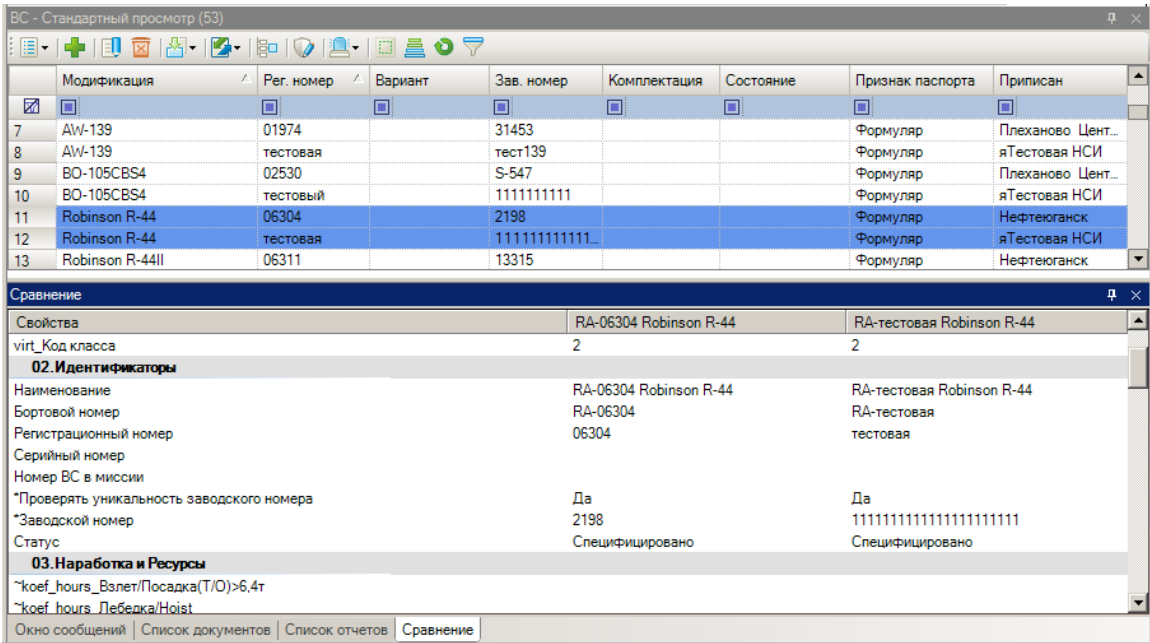 ВС - Стандартный просмотр (53)
Модификация Рег. номер Вариант Зав. номер Комплектация Состояние Признак паспорта Приписан
7 AW-139 01974 31453 Формуляр Плеханово Цент...
8 AW-139 тестовая тест139 Формуляр яТестовая НСИ
9 BO-105CBS4 02530 S-547 Формуляр Плеханово Цент...
10 BO-105CBS4 тестовый 1111111111 Формуляр яТестовая НСИ
11 Robinson R-44 06304 2198 Формуляр Нефтеюганск
12 Robinson R-44 тестовая 111111111111... Формуляр яТестовая НСИ
13 Robinson R-44II 06311 13315 Формуляр Нефтеюганск
Сравнение
Свойства RA-06304 Robinson R-44 RA-тестовая Robinson R-44
virt_Код класса 2 2
02.Идентификаторы
Наименование RA-06304 Robinson R-44 RA-тестовая Robinson R-44
Бортовой номер RA-06304 RA-тестовая
Регистрационный номер 06304 тестовая
Серийный номер
Номер ВС в миссии
*Проверять уникальность заводского номера Да Да
*Заводской номер 2198 1111111111111111111111
Статус Специфицировано Специфицировано
03.Наработка и Ресурсы
~koef_hours_Взлет/Посадка(Т/О)>6,4т
~koef_hours_Лебедка/Hoist
Окно сообщений Список документов Список отчетов Сравнение